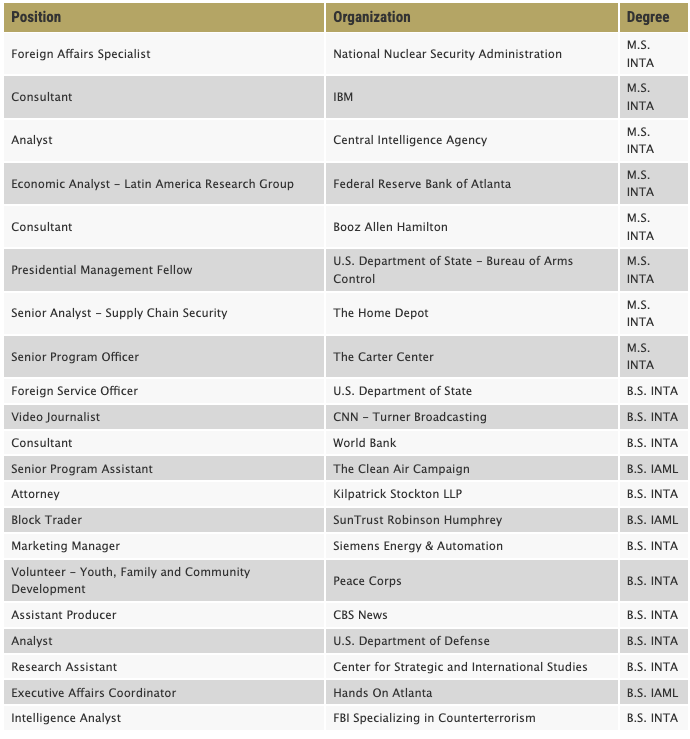 Position Organization Degree
Foreign Affairs Specialist National Nuclear Security Administration M.S.
INTA
Consultant IBM M.S.
INTA
Analyst Central Intelligence Agency M.S.
INTA
Economic Analyst – Latin America Research Group Federal Reserve Bank of Atlanta M.S.
INTA
Consultant Booz Allen Hamilton M.S.
INTA
Presidential Management Fellow U.S. Department of State – Bureau of Arms
Control M.S.
INTA
Senior Analyst – Supply Chain Security The Home Depot M.S.
INTA
Senior Program Officer The Carter Center M.S.
INTA
Foreign Service Officer U.S. Department of State B.S. INTA
Video Journalist CNN – Turner Broadcasting B.S. INTA
Consultant World Bank B.S. INTA
Senior Program Assistant The Clean Air Campaign B.S. IAML
Attorney Kilpatrick Stockton LLP B.S. INTA
Block Trader SunTrust Robinson Humphrey B.S. IAML
Marketing Manager Siemens Energy & Automation B.S. INTA
Volunteer – Youth, Family and Community
Development Peace Corps B.S. INTA
Assistant Producer CBS News B.S. INTA
Analyst U.S. Department of Defense B.S. INTA
Research Assistant Center for Strategic and International Studies B.S. INTA
Executive Affairs Coordinator Hands On Atlanta B.S. IAML
Intelligence Analyst FBI Specializing in Counterterrorism B.S. INTA